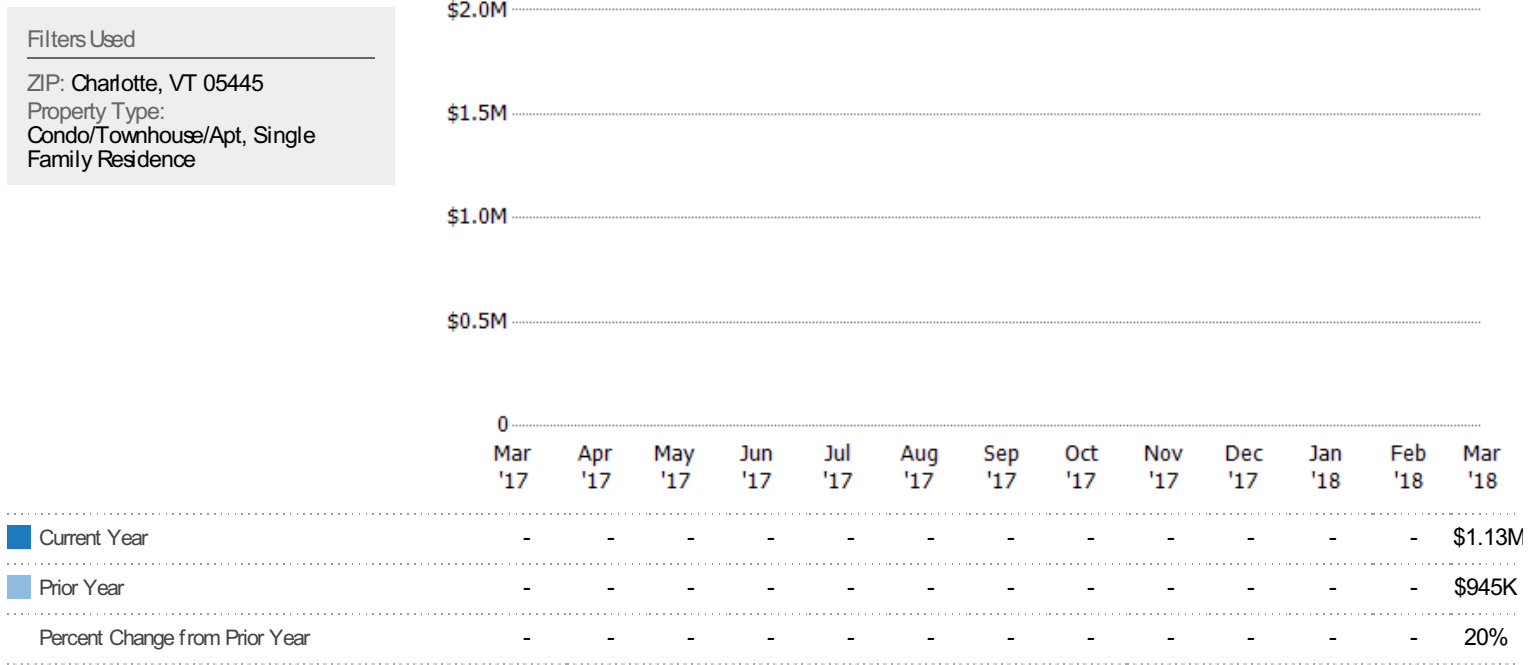 Filters Used
ZIP: Charlotte, VT 05445
Property Type:
Condo/Townhouse/Apt, Single
Family Residence
$2.0M
$1.5M
$1.0M
$0.5M
0
Mar Apr May Jun Jul Aug Sep Oct Nov Dec Jan Feb Mar
'17 '17 '17 '17 '17 '17 '17 '17 '17 '17 '18 '18 '18
Current Year - - - - - - - - - - - - $1.13M
Prior Year - - - - - - - - - - - - $945K
Percent Change from Prior Year - - - - - - - - - - - - 20%